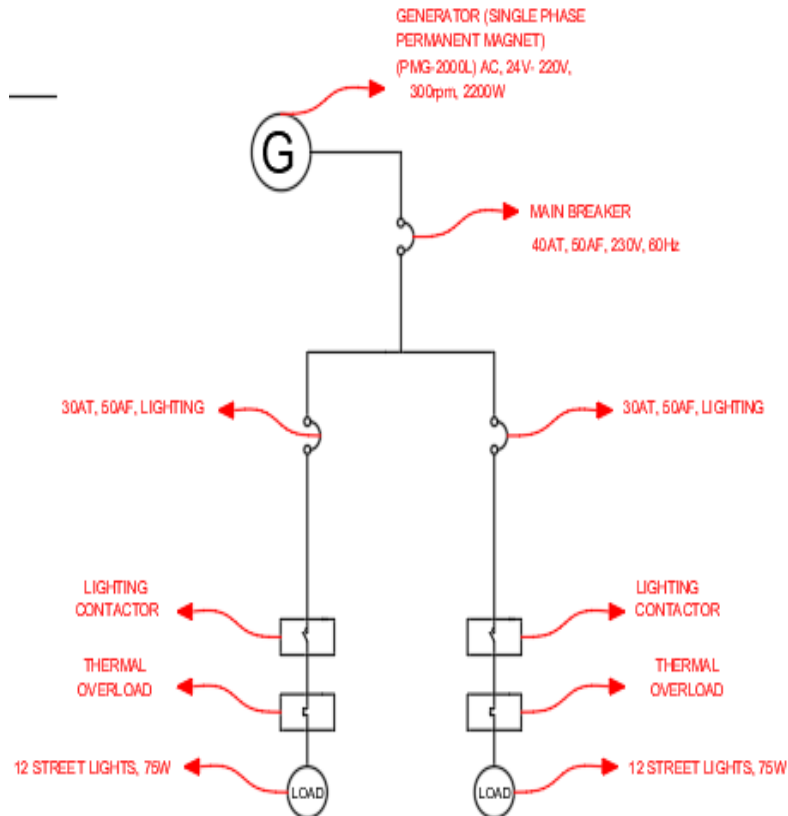 GENERATOR (SINGLE PHASE
PERMANENT MAGNET)
(PMG-2000L) AC, 24V- 220V,
300rpm, 2200W
G
MAIN BREAKER
40AT, 50AF, 230V, 60Hz
30AT, 50AF, LIGHTING
30AT, 50AF, LIGHTING
LIGHTING
CONTACTOR
LIGHTING
CONTACTOR
THERMAL
OVERLOAD
THERMAL
OVERLOAD
12 STREET LIGHTS, 75W
LOAD
LOAD
12 STREET LIGHTS, 75W